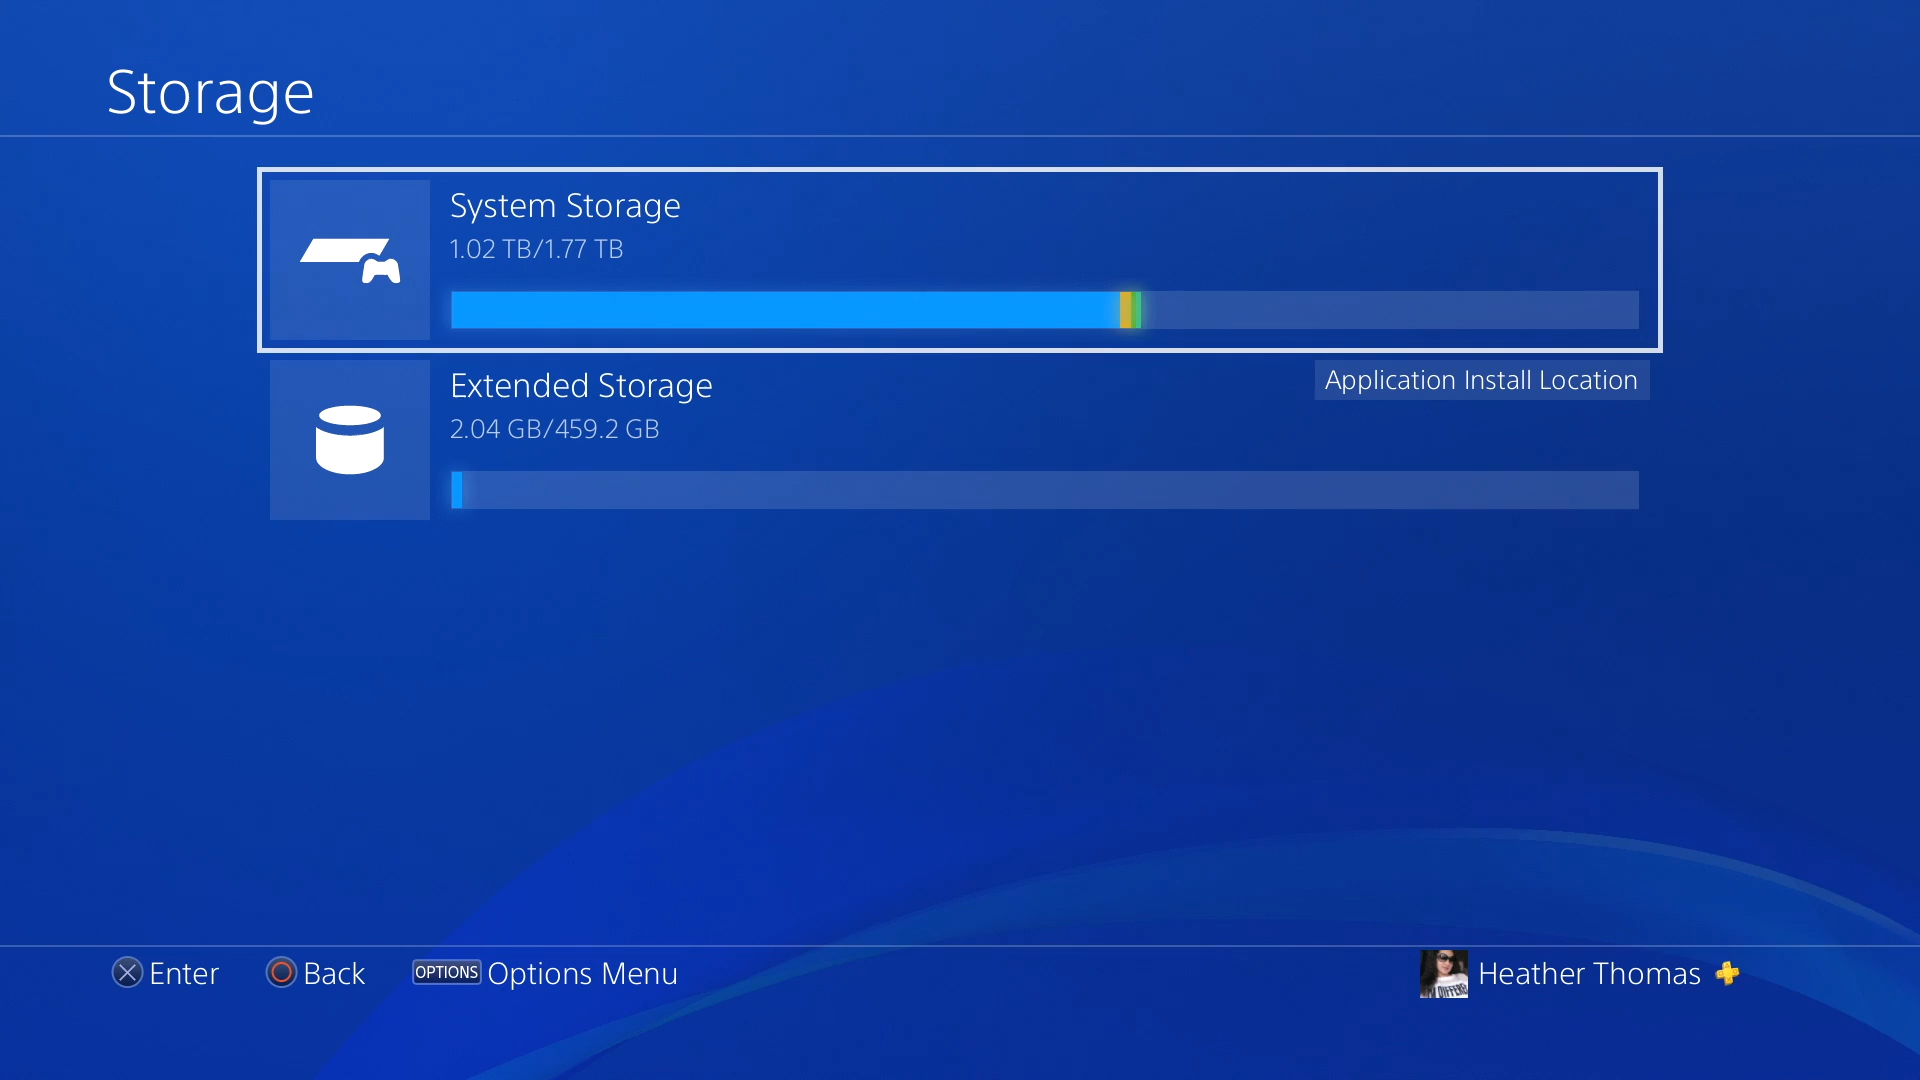 Storage
System Storage
1.02 TB/1.77 TB
Extended Storage
Application Install Location
2.04 GB/459.2 GB
Enter
Back
OPTIONS Options Menu
Heather Thomas